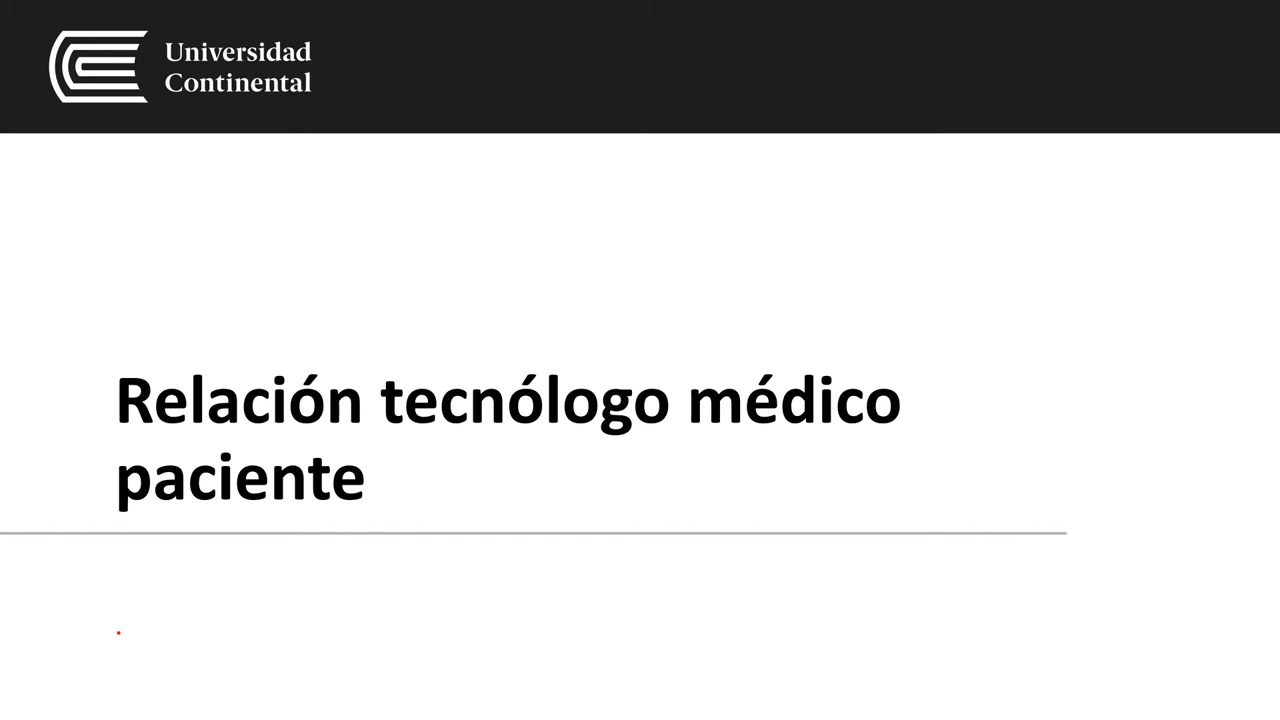 Universidad
Continental
Relación tecnólogo médico
paciente
.